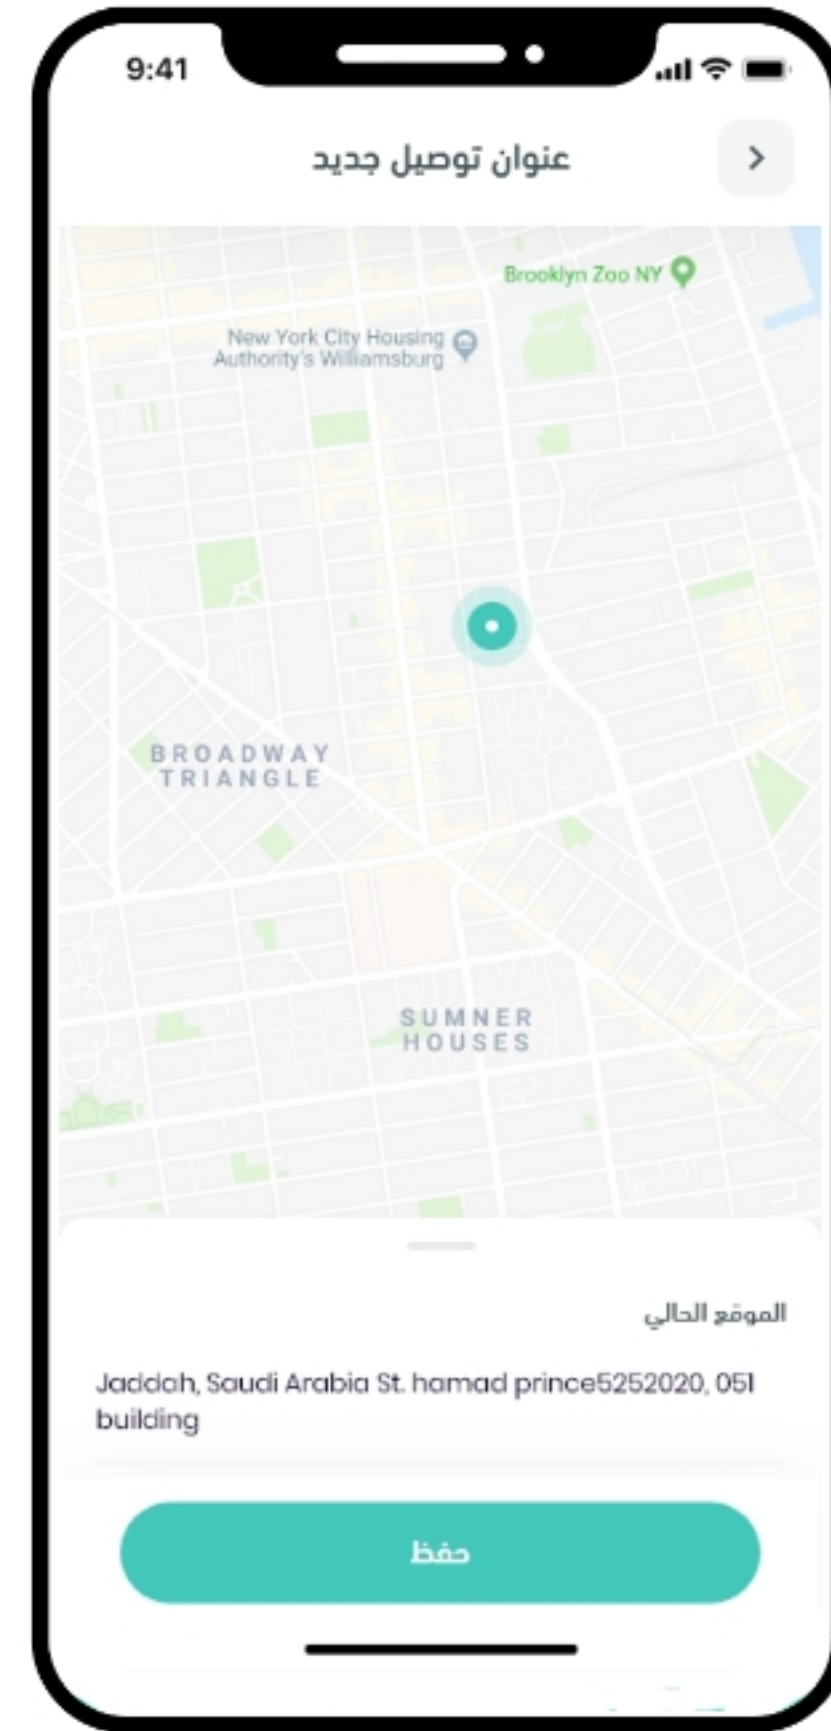 9:41
عنوان توصيل جديد
Brooklyn Zoo NY
New York City Housing
Authority's Williamsburg
BROADWAY
TRIANGLE
SUMNER
HOUSES
الموقع الحالي
Jaddah, Saudi Arabia St. hamad prince5252020, 051
building
حفظ